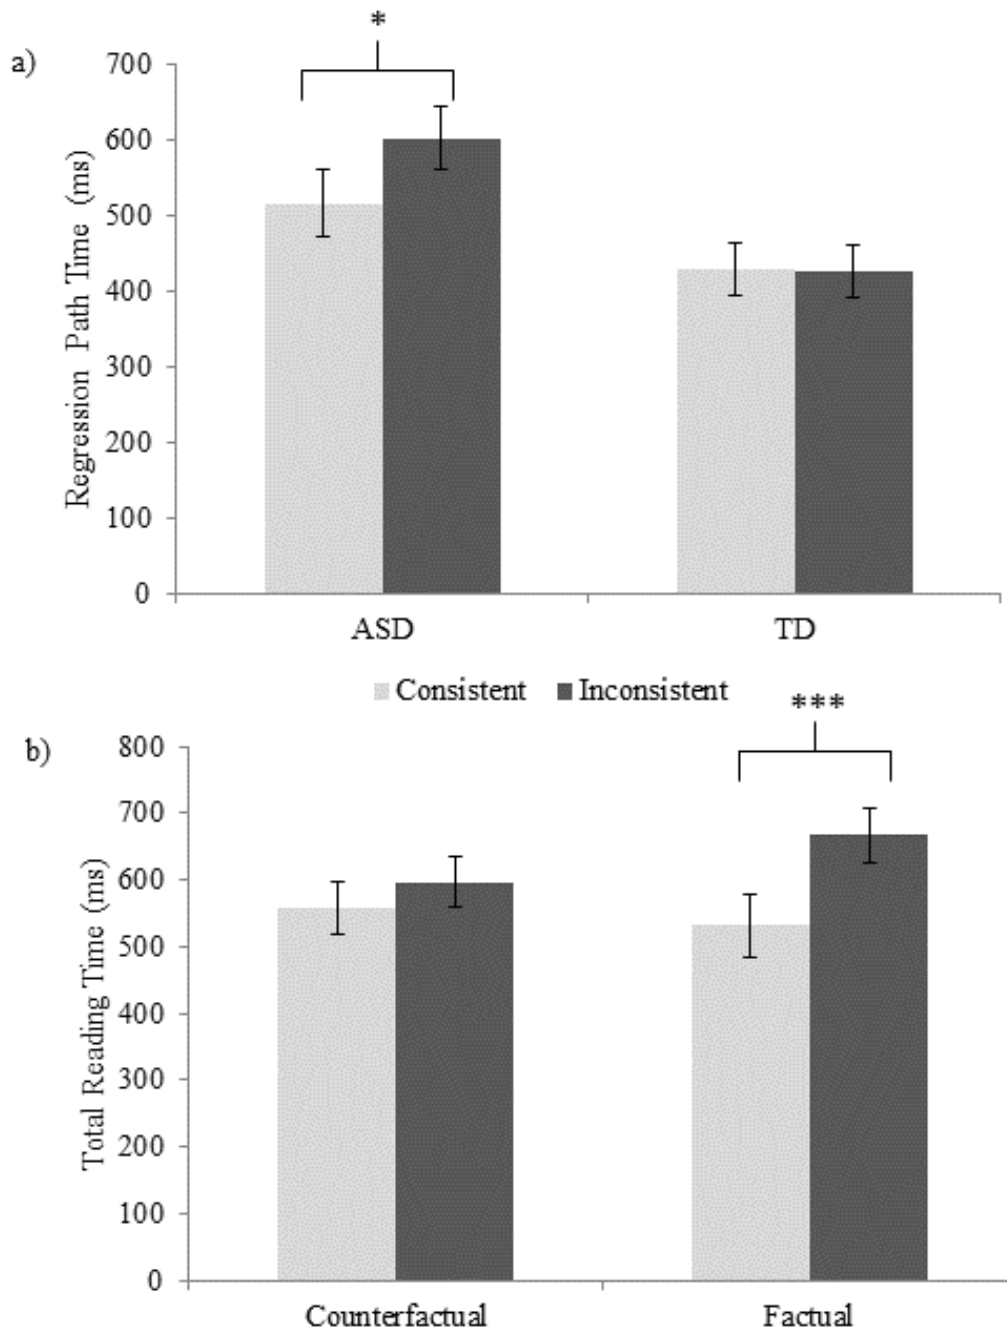 *
a)
700
600
500
400
300
200
100
0
Regression Path Time (ms)
ASD TD
Consistent Inconsistent
***
b)
800
700
600
500
400
300
200
100
0
Total Reading Time (ms)
Counterfactual Factual